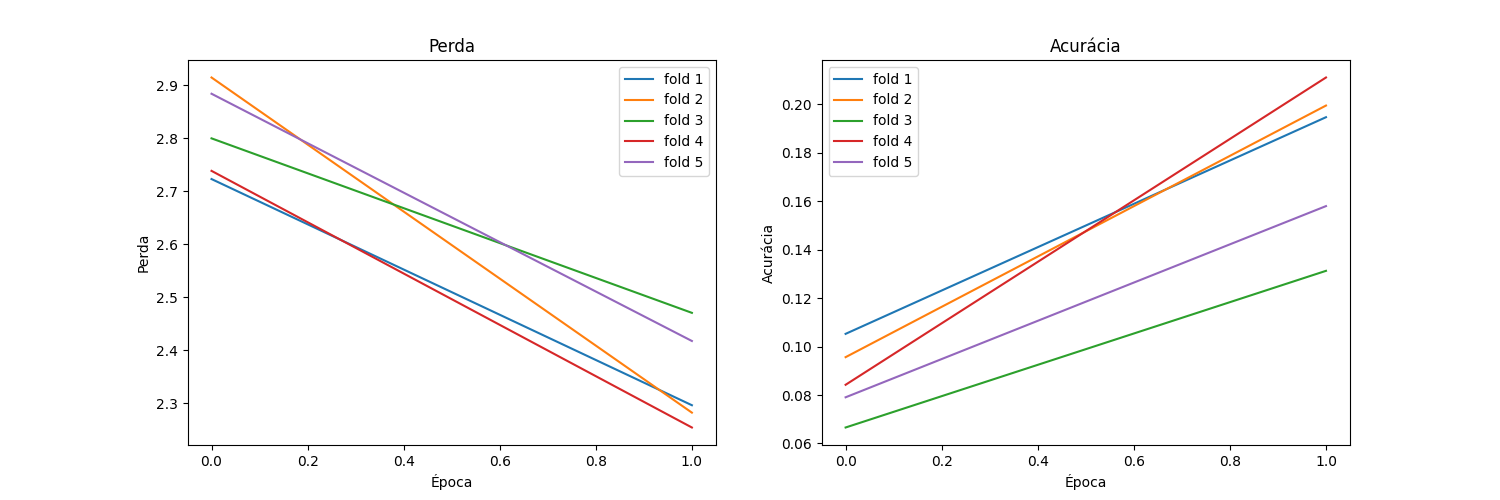 Perda
2.9
2.8
2.7
2.6
2.5
2.4
2.3
Perda
0.0 0.2 0.4 0.6 0.8 1.0
Época
fold 1
fold 2
fold 3
fold 4
fold 5
Acurácia
0.20
0.18
0.16
0.14
0.12
0.10
0.08
0.06
Acurácia
0.0 0.2 0.4 0.6 0.8 1.0
Época
fold 1
fold 2
fold 3
fold 4
fold 5